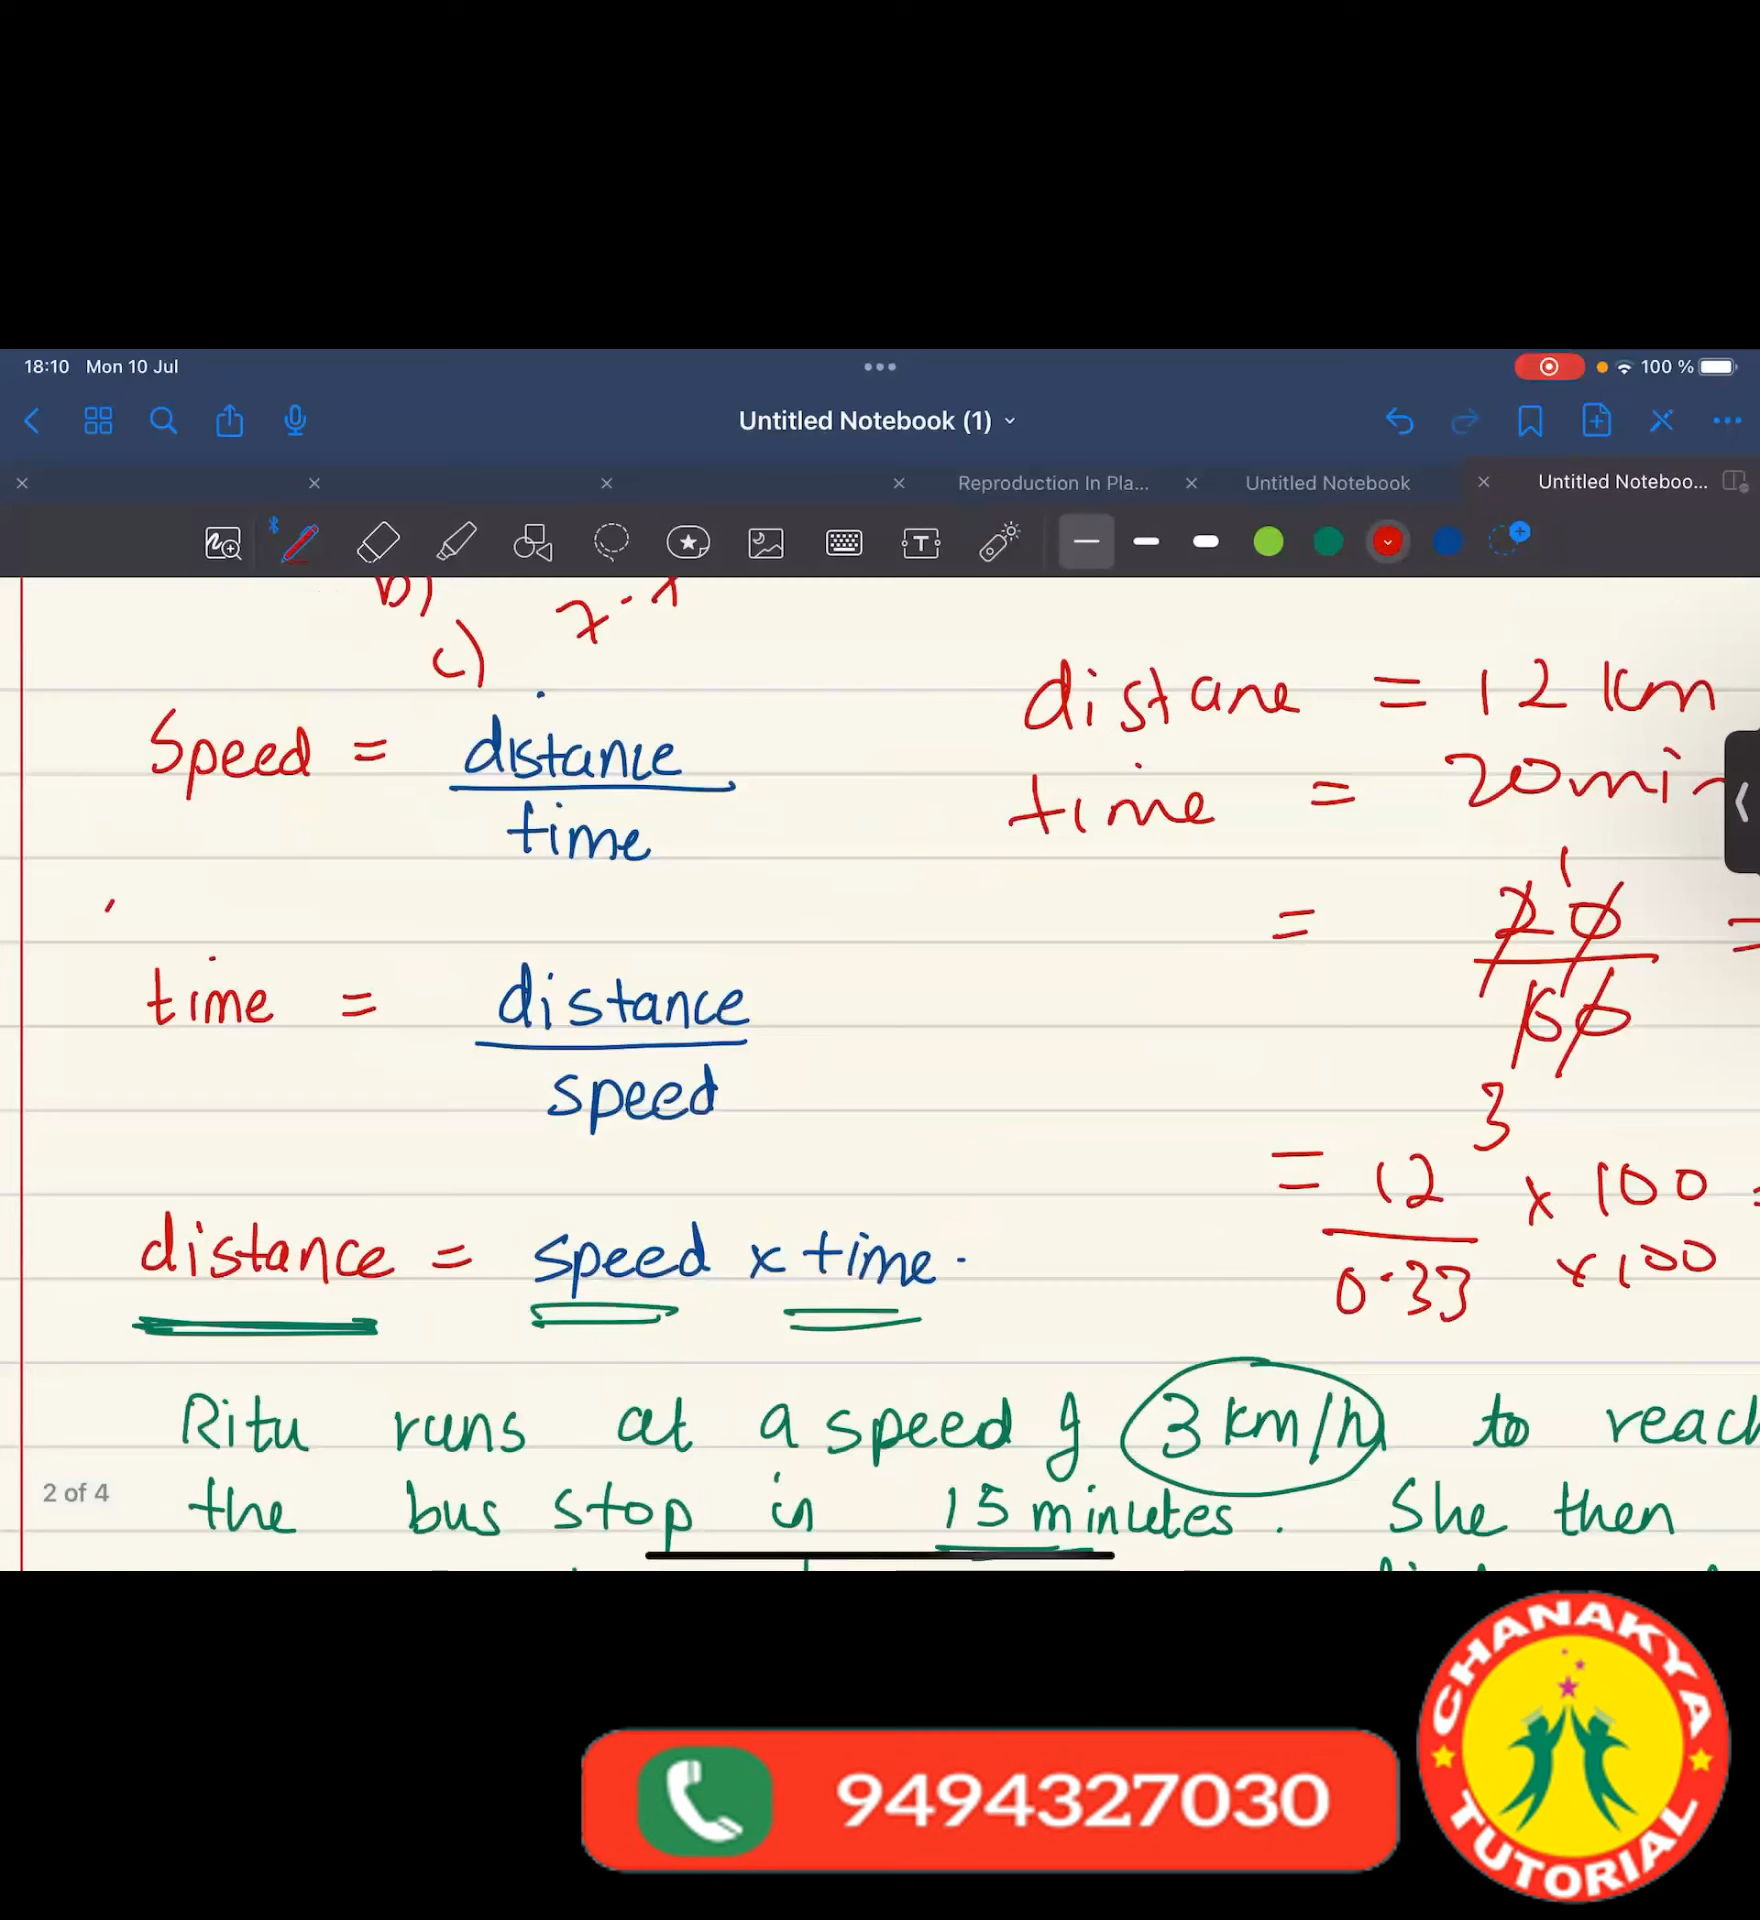 18:10 Mon 10 Jul
100 %
Untitled Notebook (1)
Reproduction In Pla...
Untitled Notebook
Untitled Noteboo...
b)
c)
distane = 12 km
Speed = distance
time
time = 20 min
= 20 =
60
1
3
time = distance
speed
= 12 x 100
0.33 x 100
distance = speed x time.
Ritu runs at a speed of 3 km/h to reach
2 of 4
the bus stop in 15 minutes. She then
9494327030
CHANAKYA
TUTORIAL